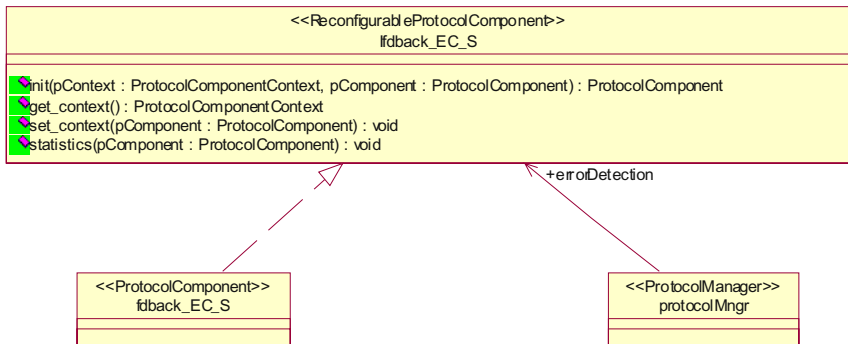 <<ReconfigurableProtocolComponent>>
Ifdback_EC_S
init(pContext : ProtocolComponentContext, pComponent : ProtocolComponent) : ProtocolComponent
get_context() : ProtocolComponentContext
set_context(pComponent : ProtocolComponent) : void
statistics(pComponent : ProtocolComponent) : void
+errorDetection
<<ProtocolComponent>>
fdback_EC_S
<<ProtocolManager>>
protocolMngr